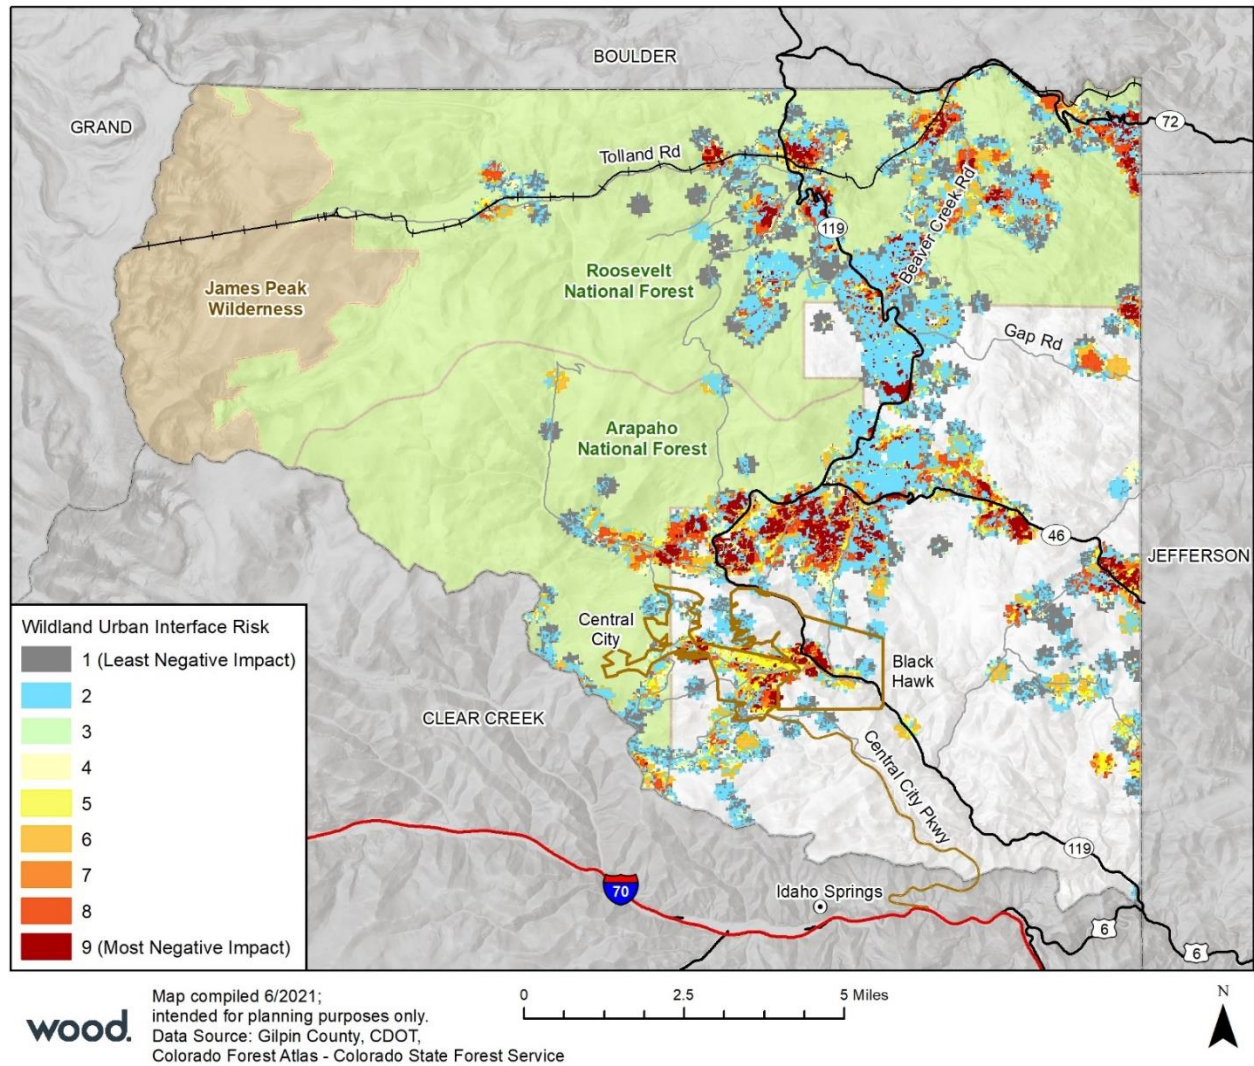 BOULDER
GRAND
72
Tolland Rd
119
Beaver Creek Rd
Roosevelt
National Forest
James Peak
Wilderness
Gap Rd
Arapaho
National Forest
46
JEFFERSON
Wildland Urban Interface Risk
1 (Least Negative Impact)
2
3
4
5
6
7
8
9 (Most Negative Impact)
Central
City
Black
Hawk
CLEAR CREEK
Central City Pkwy
119
70
Idaho Springs
6
6
wood.
Map compiled 6/2021;
intended for planning purposes only.
Data Source: Gilpin County, CDOT,
Colorado Forest Atlas - Colorado State Forest Service
0 2.5 5 Miles
N